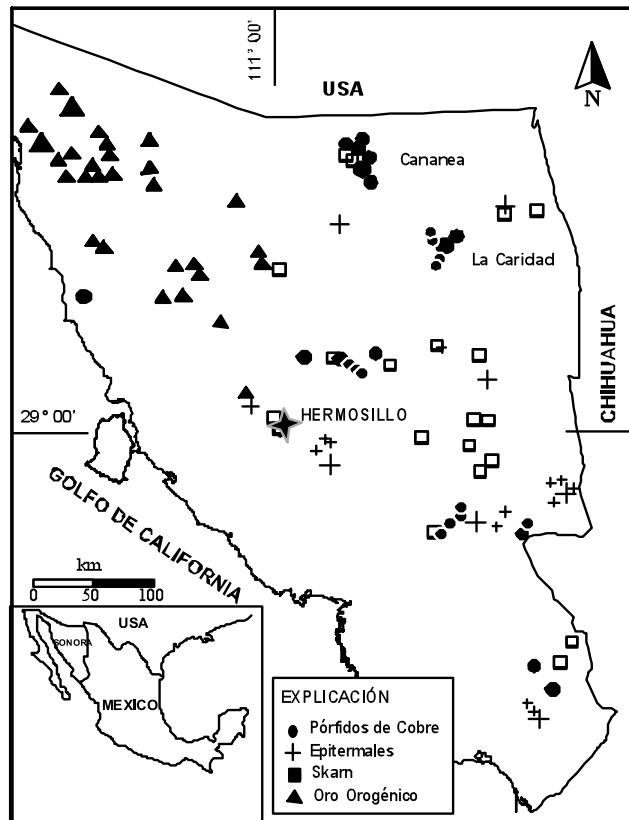 111° 00'
USA
N
Cananea
La Caridad
CHIHUAHUA
29° 00'
HERMOSILLO
GOLFO DE CALIFORNIA
km
0 50 100
USA
SONORA
MEXICO
EXPLICACIÓN
Pórfidos de Cobre
Epitermales
Skarn
Oro Orogénico